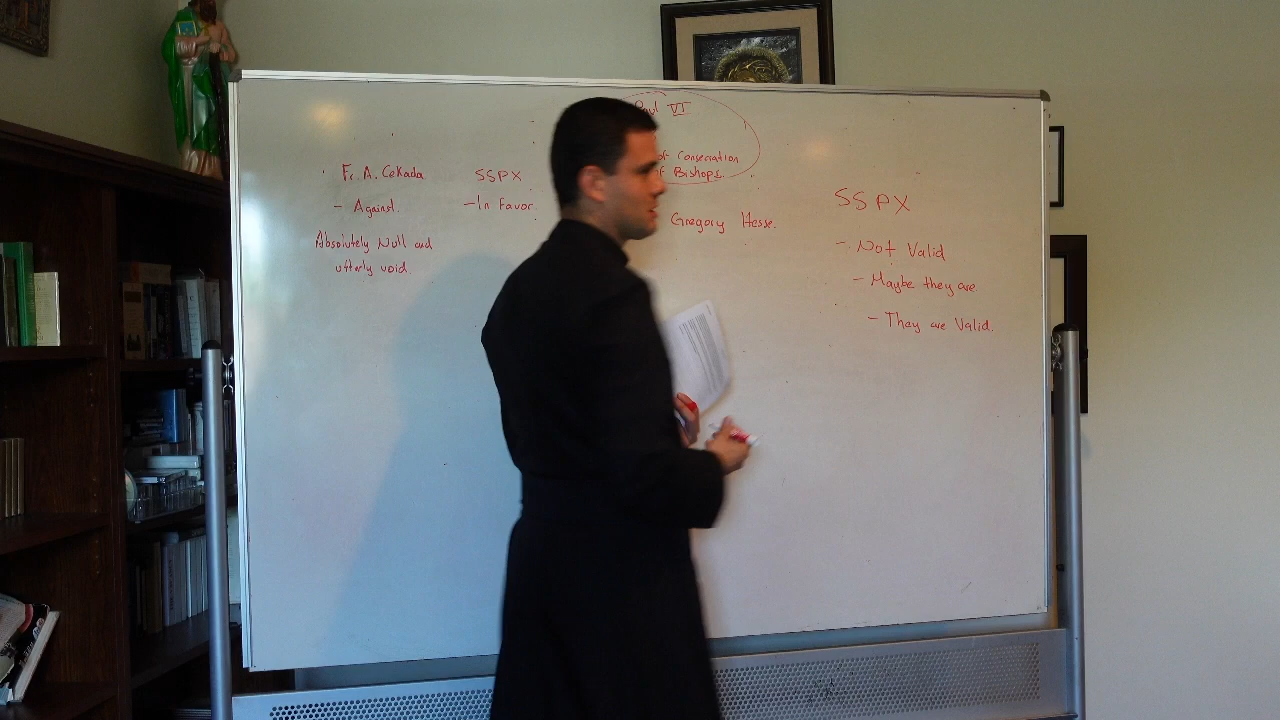 Paul VI
of Consecration
of Bishops.
Fr. A. Cekada
- Against.
Absolutely Null and
utterly void.
SSPX
- In Favor.
Gregory Hesse.
SSPX
- Not Valid
- Maybe they are.
- They are Valid.